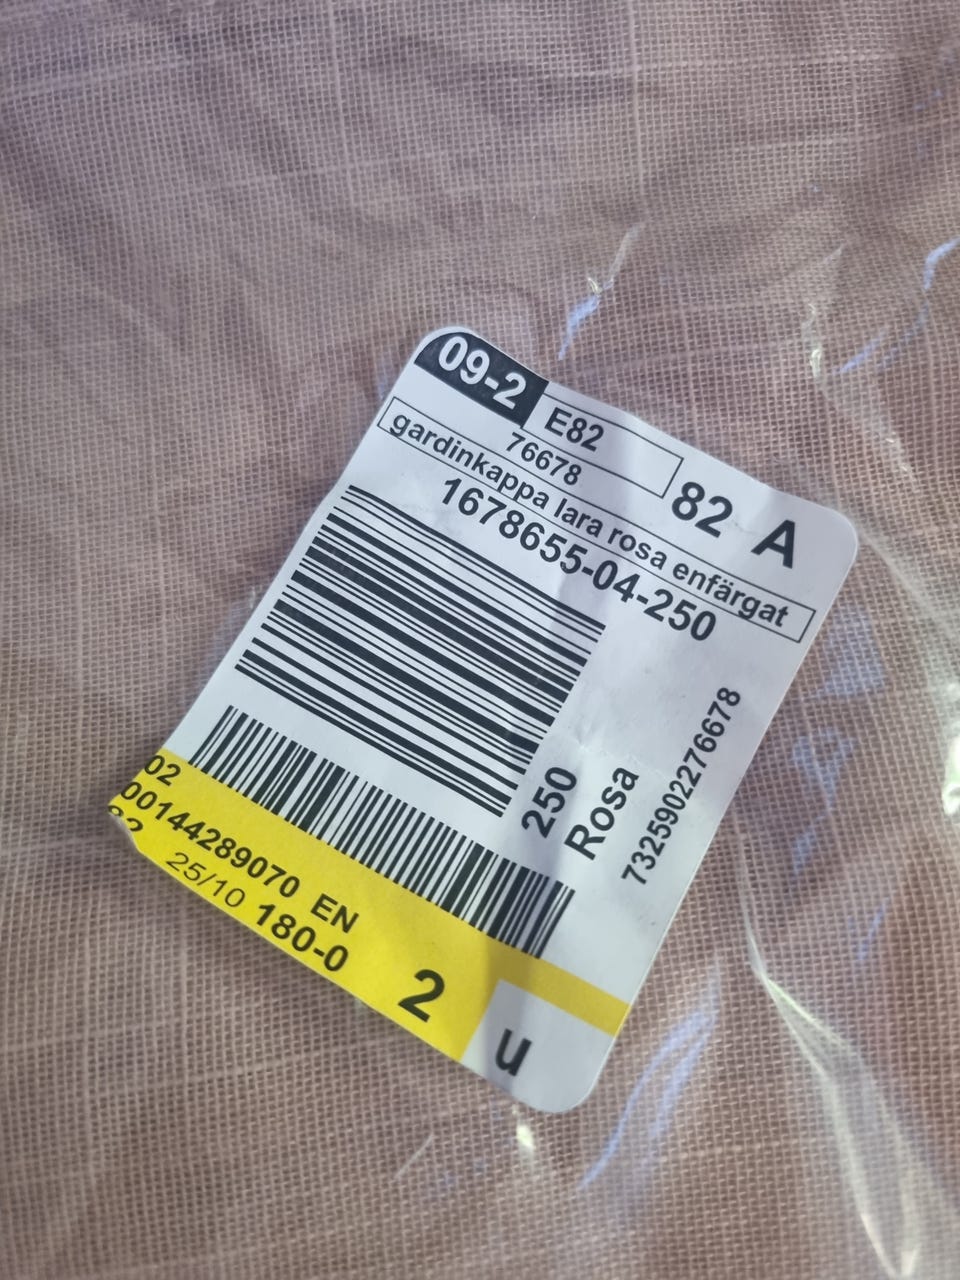 09-2
E82
76678
82 A
gardinkappa lara rosa enfärgat
1678655-04-250
250
Rosa
7325902276678
02
00144289070 EN
25/10 180-0
2
u